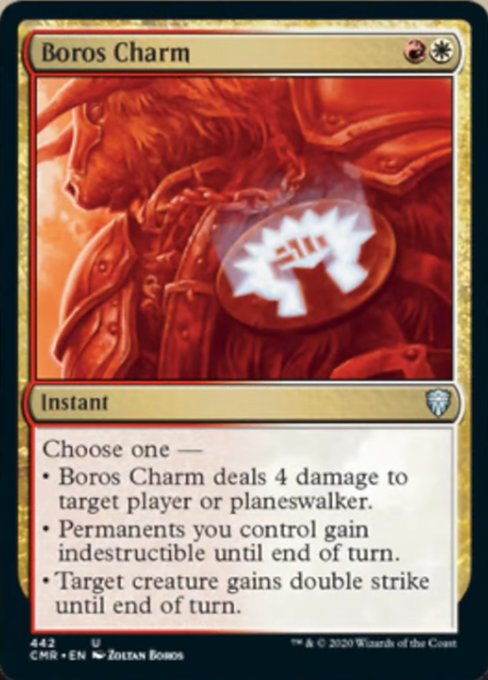 Boros Charm
Instant
Choose one —
• Boros Charm deals 4 damage to
target player or planeswalker.
• Permanents you control gain
indestructible until end of turn.
• Target creature gains double strike
until end of turn.
442 U
CMR • EN Zoltan Boros
™ & © 2020 Wizards of the Coast